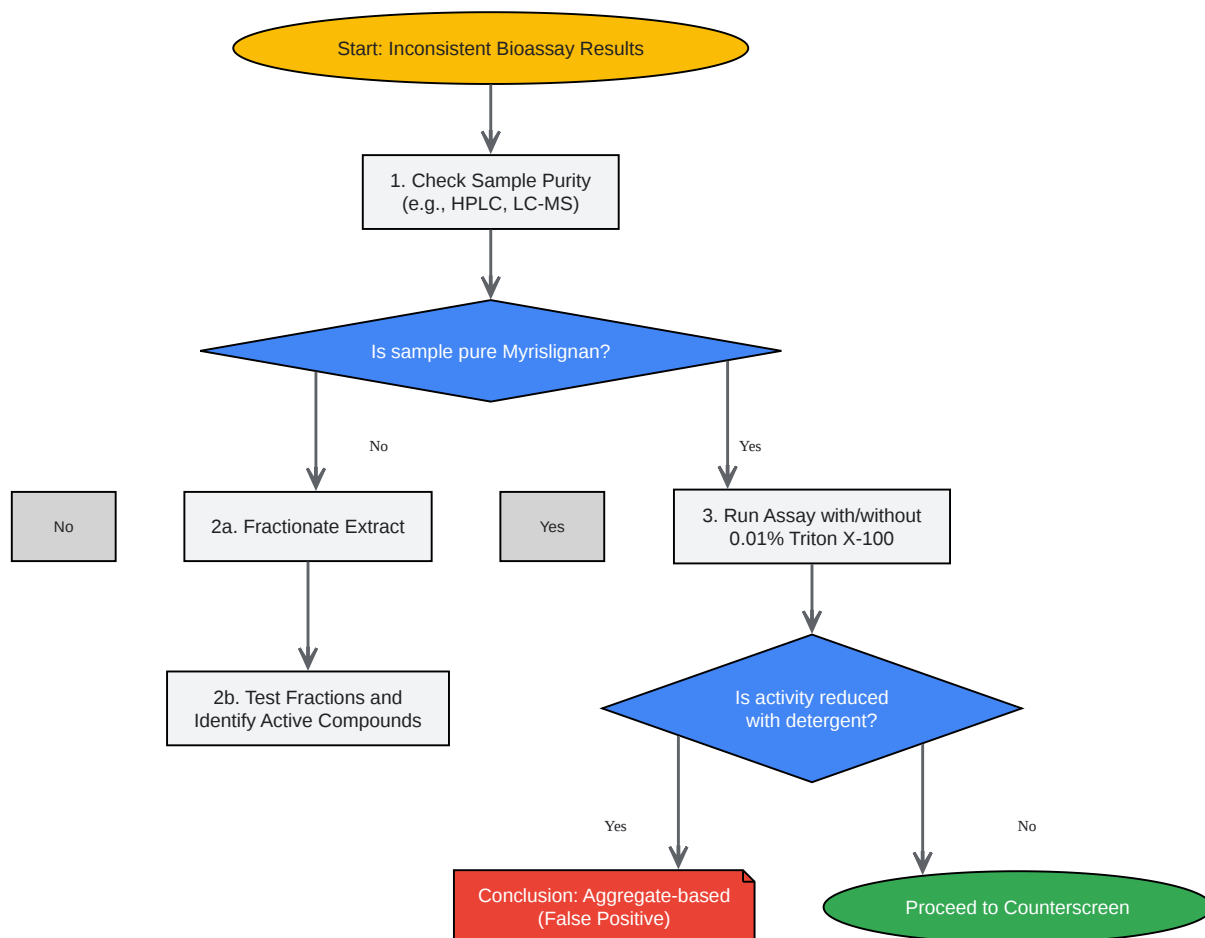 Start: Inconsistent Bioassay Results
1. Check Sample Purity
(e.g., HPLC, LC-MS)
Is sample pure Myrislignan?
No
Yes
No
2a. Fractionate Extract
Yes
3. Run Assay with/without
0.01% Triton X-100
2b. Test Fractions and
Identify Active Compounds
Is activity reduced
with detergent?
Yes
No
Conclusion: Aggregate-based
(False Positive)
Proceed to Counterscreen